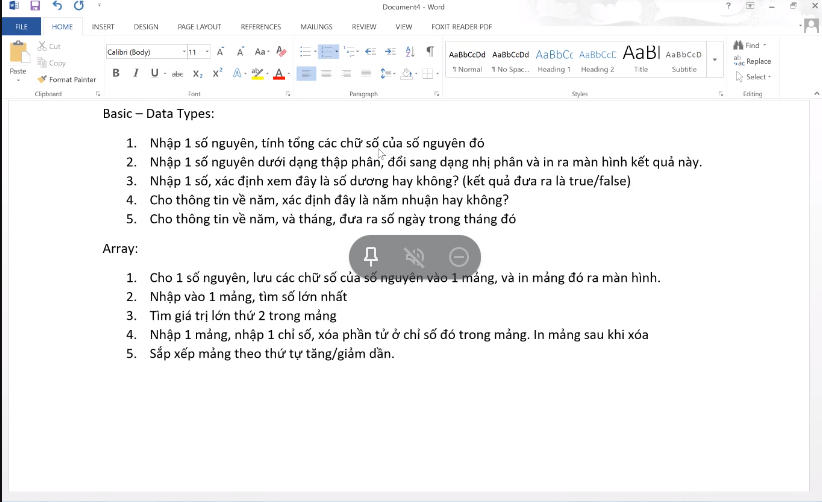 Document4 - Word
FILE HOME INSERT DESIGN PAGE LAYOUT REFERENCES MAILINGS REVIEW VIEW FOXIT READER PDF
Paste
Cut
Copy
Format Painter
Clipboard
Calibri (Body) 11
Aa
B I U abc X₂ X²
Font
Paragraph
AaBbCcDd AaBbCcDd AaBbCc AaBbCcC AaBl AaBbCcD
¶ Normal ¶ No Spac... Heading 1 Heading 2 Title Subtitle
Styles
Find
Replace
Select
Editing
Basic – Data Types:
1. Nhập 1 số nguyên, tính tổng các chữ số của số nguyên đó
2. Nhập 1 số nguyên dưới dạng thập phân, đổi sang dạng nhị phân và in ra màn hình kết quả này.
3. Nhập 1 số, xác định xem đây là số dương hay không? (kết quả đưa ra là true/false)
4. Cho thông tin về năm, xác định đây là năm nhuận hay không?
5. Cho thông tin về năm, và tháng, đưa ra số ngày trong tháng đó
Array:
1. Cho 1 số nguyên, lưu các chữ số của số nguyên vào 1 mảng, và in mảng đó ra màn hình.
2. Nhập vào 1 mảng, tìm số lớn nhất
3. Tìm giá trị lớn thứ 2 trong mảng
4. Nhập 1 mảng, nhập 1 chỉ số, xóa phần tử ở chỉ số đó trong mảng. In mảng sau khi xóa
5. Sắp xếp mảng theo thứ tự tăng/giảm dần.